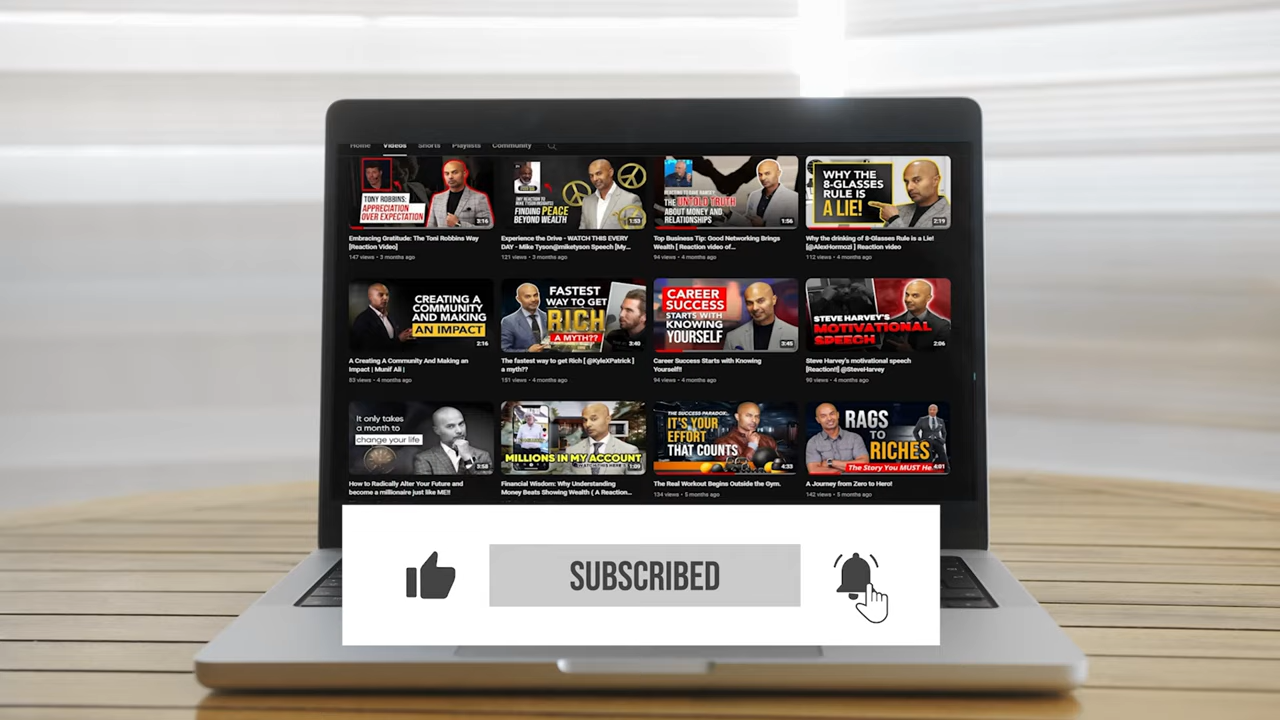 Home Videos Shorts Playlists Community
TONY ROBBINS:
APPRECIATION
OVER EXPECTATION
3:16
FINDING PEACE
BEYOND WEALTH
1:53
THE UNTOLD TRUTH
ABOUT MONEY AND
RELATIONSHIPS
1:56
WHY THE
8-GLASSES
RULE IS
A LIE!
2:19
Embracing Gratitude: The Toni Robbins Way
[Reaction Video]
147 views • 3 months ago
Experience the Drive - WATCH THIS EVERY
DAY - Mike Tyson@miketyson Speech [My...
121 views • 3 months ago
Top Business Tip: Good Networking Brings
Wealth [ Reaction video of...
94 views • 4 months ago
Why the drinking of 8-Glasses Rule is a Lie!
[@AlexHormozi ] Reaction video
112 views • 4 months ago
CREATING A
COMMUNITY
AND MAKING
AN IMPACT
2:16
FASTEST
WAY TO GET
RICH
A MYTH??
3:40
CAREER
SUCCESS
STARTS WITH
KNOWING
YOURSELF
3:45
STEVE HARVEY'S
MOTIVATIONAL
SPEECH
2:06
A Creating A Community And Making an
Impact | Munif Ali |
83 views • 4 months ago
The fastest way to get Rich [ @KyleXPatrick ]
a myth??
151 views • 4 months ago
Career Success Starts with Knowing
Yourself!!
94 views • 4 months ago
Steve Harvey's motivational speech
[Reaction!!] @SteveHarvey
90 views • 4 months ago
It only takes
a month to
change your life
3:58
MILLIONS IN MY ACCOUNT
1:09
THE SUCCESS PARADOX:
IT'S YOUR
EFFORT
THAT COUNTS
4:33
RAGS
TO
RICHES
The Story You MUST He
4:01
How to Radically Alter Your Future and
become a millionaire just like ME!!
Financial Wisdom: Why Understanding
Money Beats Showing Wealth ( A Reaction...
The Real Workout Begins Outside the Gym.
134 views • 5 months ago
A Journey from Zero to Hero!
142 views • 5 months ago
SUBSCRIBED